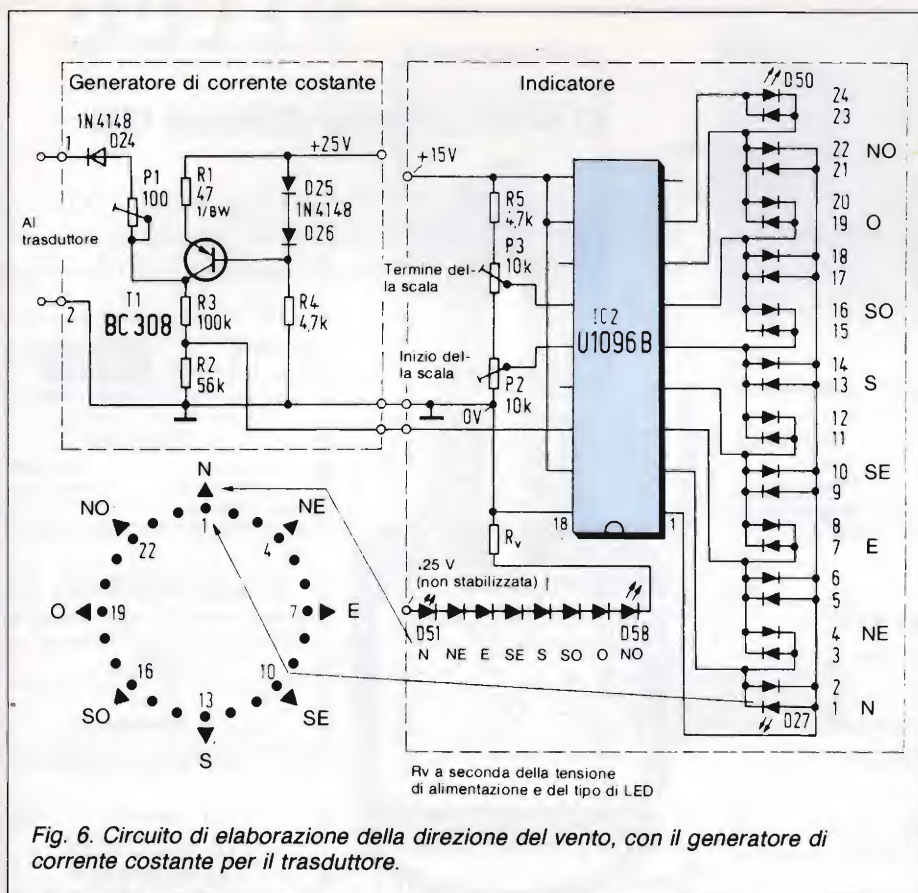 Generatore di corrente costante
Indicatore
1N4148
D24
1
P1
100
R1
47
1/8W
+25V
D25
1N4148
D26
Al
trasduttore
2
T1
BC308
R3
100k
R2
56k
R4
4,7k
+15V
R5
4,7k
P3
10k
Termine del-
la scala
Inizio del-
la scala
P2
10k
0V
IC2
U1096B
18
1
Rv
.25 V
(non stabilizzata)
D51
D58
N NE E SE S SO O NO
D50
24
23
22 NO
21
20
19 O
18
17
16 SO
15
14
13 S
12
11
10 SE
9
8
7 E
6
5
4 NE
3
2
1 N
D27
N
NO
NE
1
22
4
O
19
7
E
16
10
SO
13
SE
S
Rv a seconda della tensione
di alimentazione e del tipo di LED
Fig. 6. Circuito di elaborazione della direzione del vento, con il generatore di
corrente costante per il trasduttore.